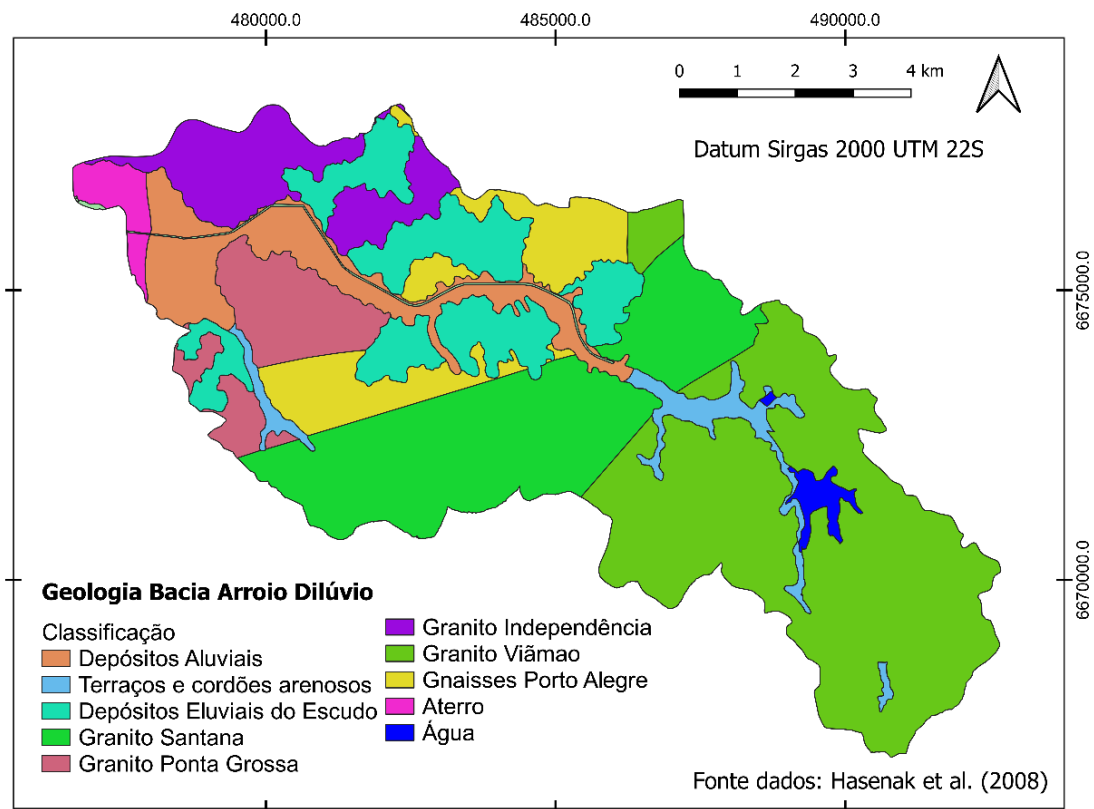 480000.0
485000.0
490000.0
0 1 2 3 4 km
Datum Sirgas 2000 UTM 22S
6675000.0
6670000.0
Geologia Bacia Arroio Dilúvio
Classificação
Depósitos Aluviais
Terraços e cordões arenosos
Depósitos Eluviais do Escudo
Granito Santana
Granito Ponta Grossa
Granito Independência
Granito Viãmao
Gnaisses Porto Alegre
Aterro
Água
Fonte dados: Hasenak et al. (2008)